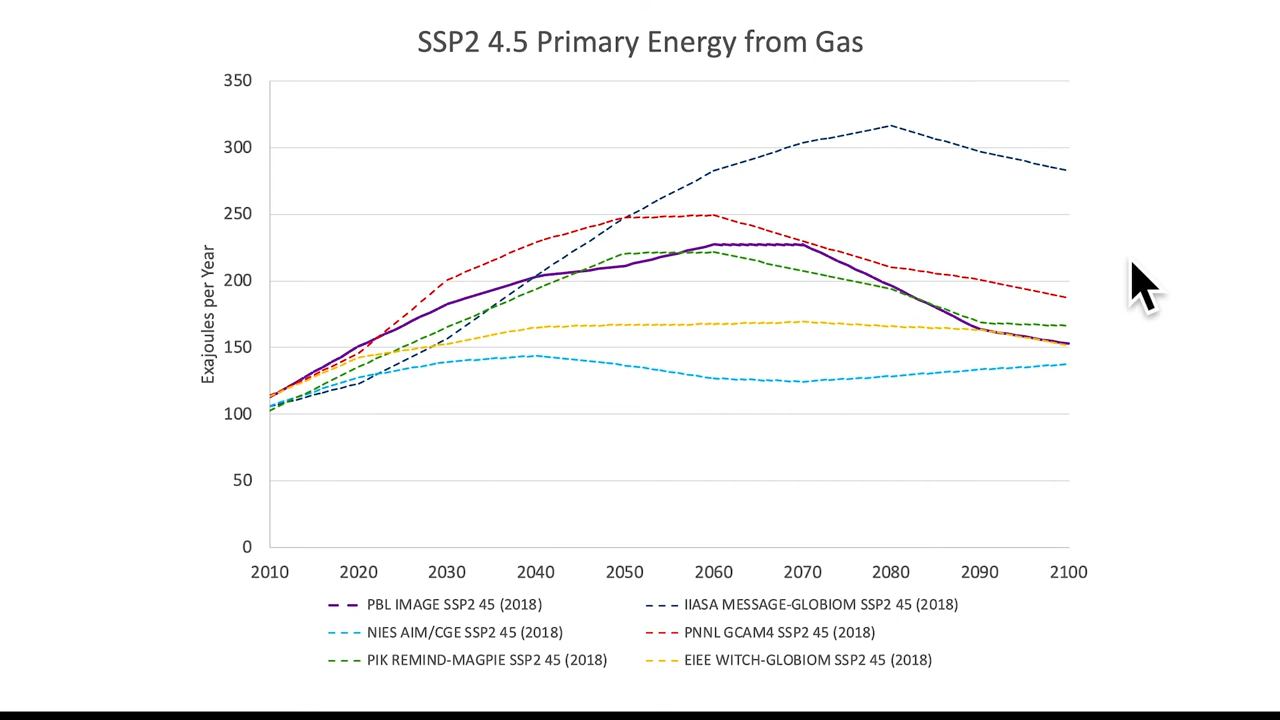 SSP2 4.5 Primary Energy from Gas
350
300
250
200
150
100
50
0
Exajoules per Year
2010 2020 2030 2040 2050 2060 2070 2080 2090 2100
PBL IMAGE SSP2 45 (2018) IIASA MESSAGE-GLOBIOM SSP2 45 (2018)
NIES AIM/CGE SSP2 45 (2018) PNNL GCAM4 SSP2 45 (2018)
PIK REMIND-MAGPIE SSP2 45 (2018) EIEE WITCH-GLOBIOM SSP2 45 (2018)